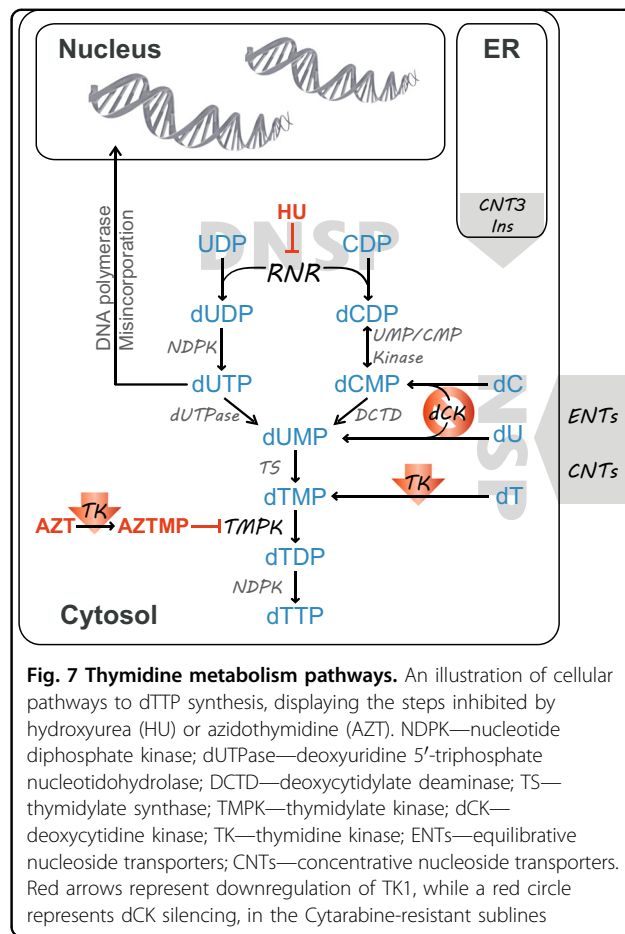 Nucleus
ER
CNT3
Ins
DNA polymerase
Misincorporation
DNSP
HU
UDP
CDP
RNR
dUDP
dCDP
NDPK
UMP/CMP
Kinase
dUTP
dCMP
dC
dUTPase
DCTD
dCK
dUMP
dU
NSP
ENTs
CNTs
TS
dTMP
TK
dT
TK
AZT
AZTMP
TMPK
dTDP
NDPK
dTTP
Cytosol
Fig. 7 Thymidine metabolism pathways. An illustration of cellular
pathways to dTTP synthesis, displaying the steps inhibited by
hydroxyurea (HU) or azidothymidine (AZT). NDPK—nucleotide
diphosphate kinase; dUTPase—deoxyuridine 5′-triphosphate
nucleotidohydrolase; DCTD—deoxycytidylate deaminase; TS—
thymidylate synthase; TMPK—thymidylate kinase; dCK—
deoxycytidine kinase; TK—thymidine kinase; ENTs—equilibrative
nucleoside transporters; CNTs—concentrative nucleoside transporters.
Red arrows represent downregulation of TK1, while a red circle
represents dCK silencing, in the Cytarabine-resistant sublines